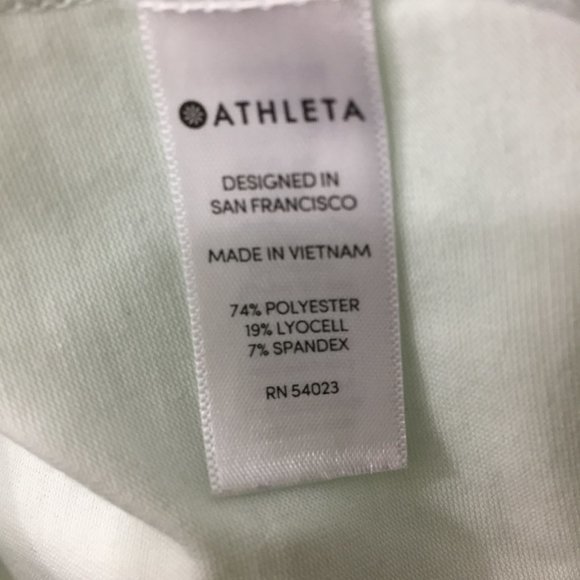 ATHLETA
DESIGNED IN
SAN FRANCISCO
MADE IN VIETNAM
74% POLYESTER
19% LYOCELL
7% SPANDEX
RN 54023